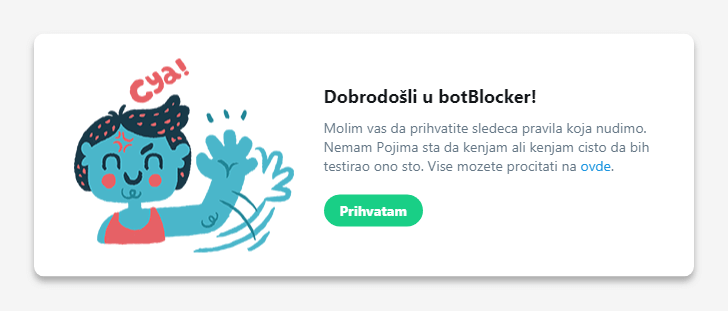 Cya!
Dobrodošli u botBlocker!
Molim vas da prihvatite sledeca pravila koja nudimo.
Nemam Pojima sta da kenjam ali kenjam cisto da bih
testirao ono sto. Vise mozete procitati na ovde.
Prihvatam